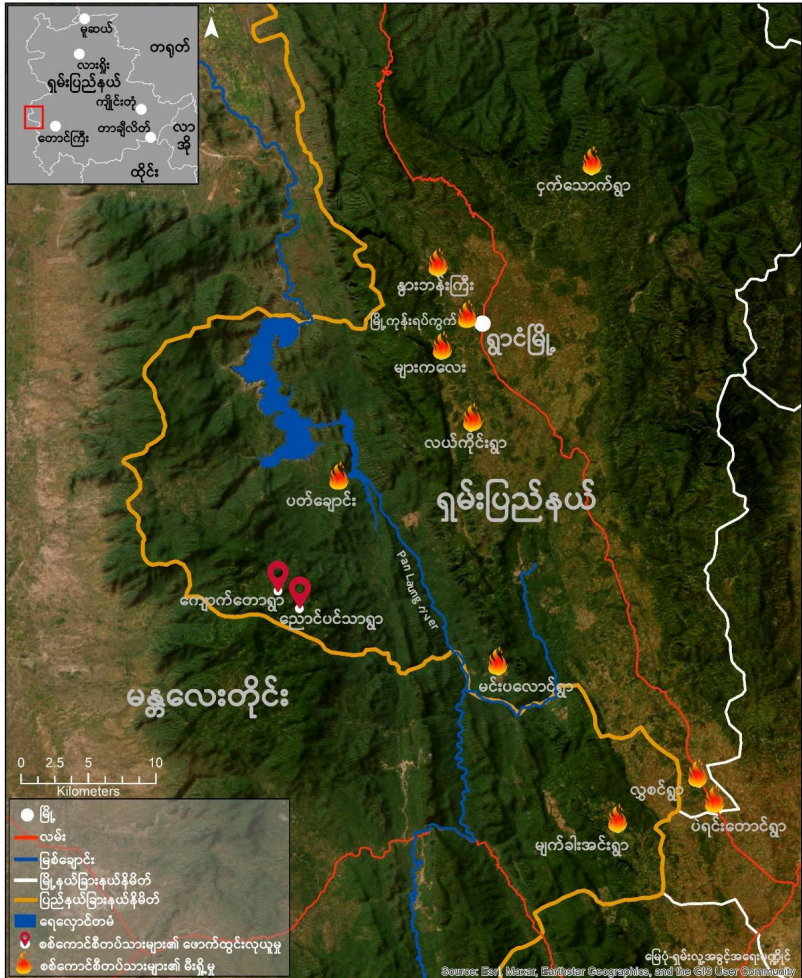 N
မူဆယ်
တရုတ်
လားရှိုး
ရှမ်းပြည်နယ်
ကျိုင်းတုံ
တောင်ကြီး
တာချီလိတ်
လာ
အို
ထိုင်း
ငှက်သောက်ရွာ
နွားဘန်းကြီး
မြို့ကုန်းရပ်ကွက်
ရွာငံမြို့
များကလေး
လယ်ကိုင်းရွာ
ပတ်ချောင်း
ရှမ်းပြည်နယ်
Pan Laung river
ကျောက်တောရွာ
ညောင်ပင်သာရွာ
မင်းပလောင်ရွာ
မန္တလေးတိုင်း
0 2.5 5 10
Kilometers
လွှစင်ရွာ
ပရင်းတောင်ရွာ
မျက်ခါးအင်းရွာ
မြို့
လမ်း
မြစ်ချောင်း
မြို့နယ်ခြားနယ်နိမိတ်
ပြည်နယ်ခြားနယ်နိမိတ်
ရေလှောင်တမံ
စစ်ကောင်စီတပ်သားများ၏ ဖောက်ထွင်းလုယူမှု
စစ်ကောင်စီတပ်သားများ၏ မီးရှို့မှု
မြေပုံ-ရှမ်းလူ့အခွင့်အရေးမဏ္ဍိုင်
Source: Esri, Maxar, Earthstar Geographics, and the GIS User Community